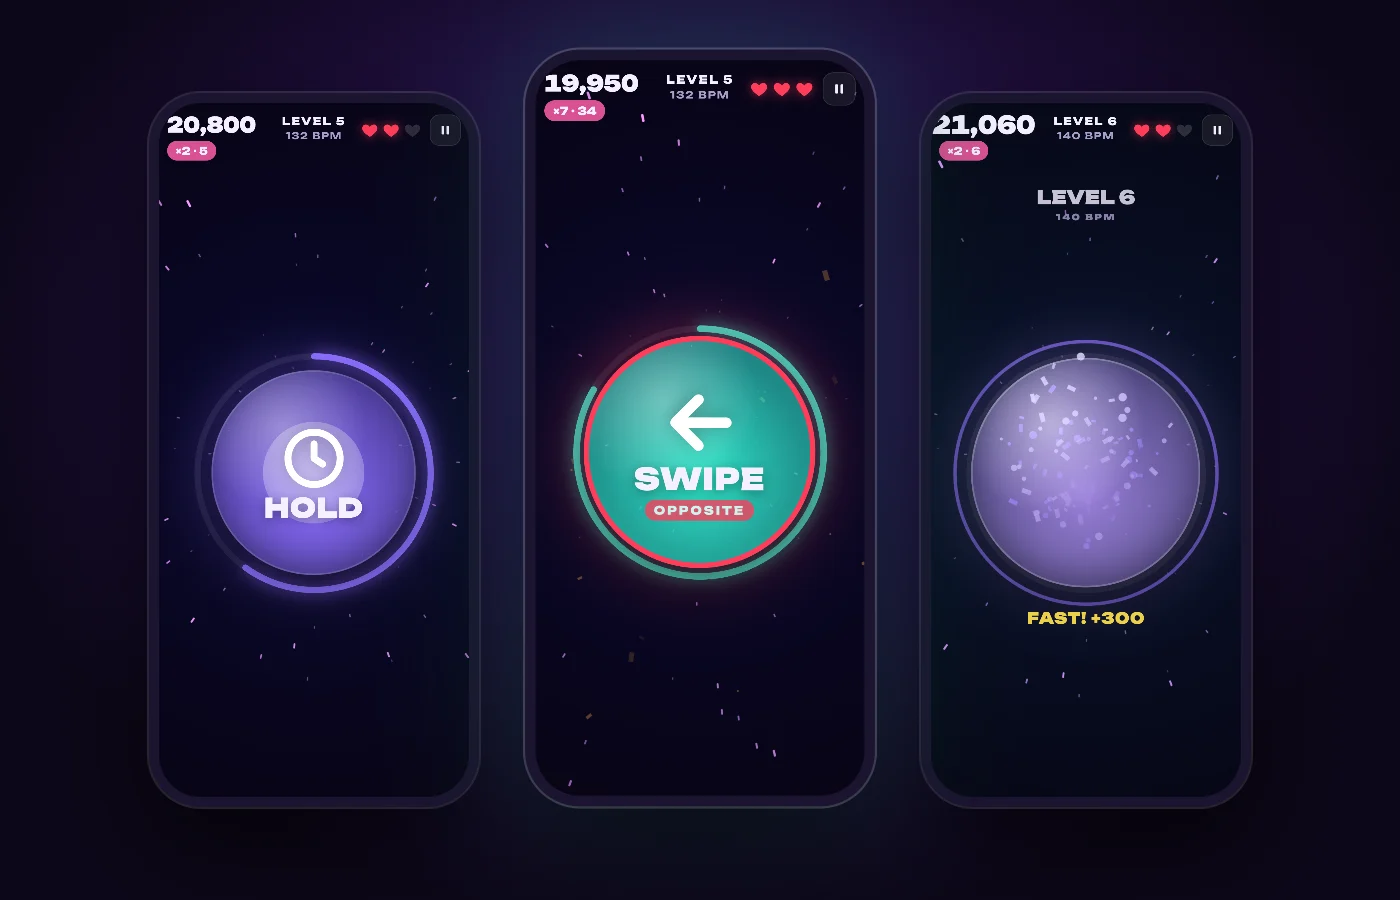 20,800
LEVEL 5
132 BPM
×2 · 5
HOLD
19,950
LEVEL 5
132 BPM
×7 · 34
SWIPE
OPPOSITE
21,060
LEVEL 6
140 BPM
×2 · 6
LEVEL 6
140 BPM
FAST! +300